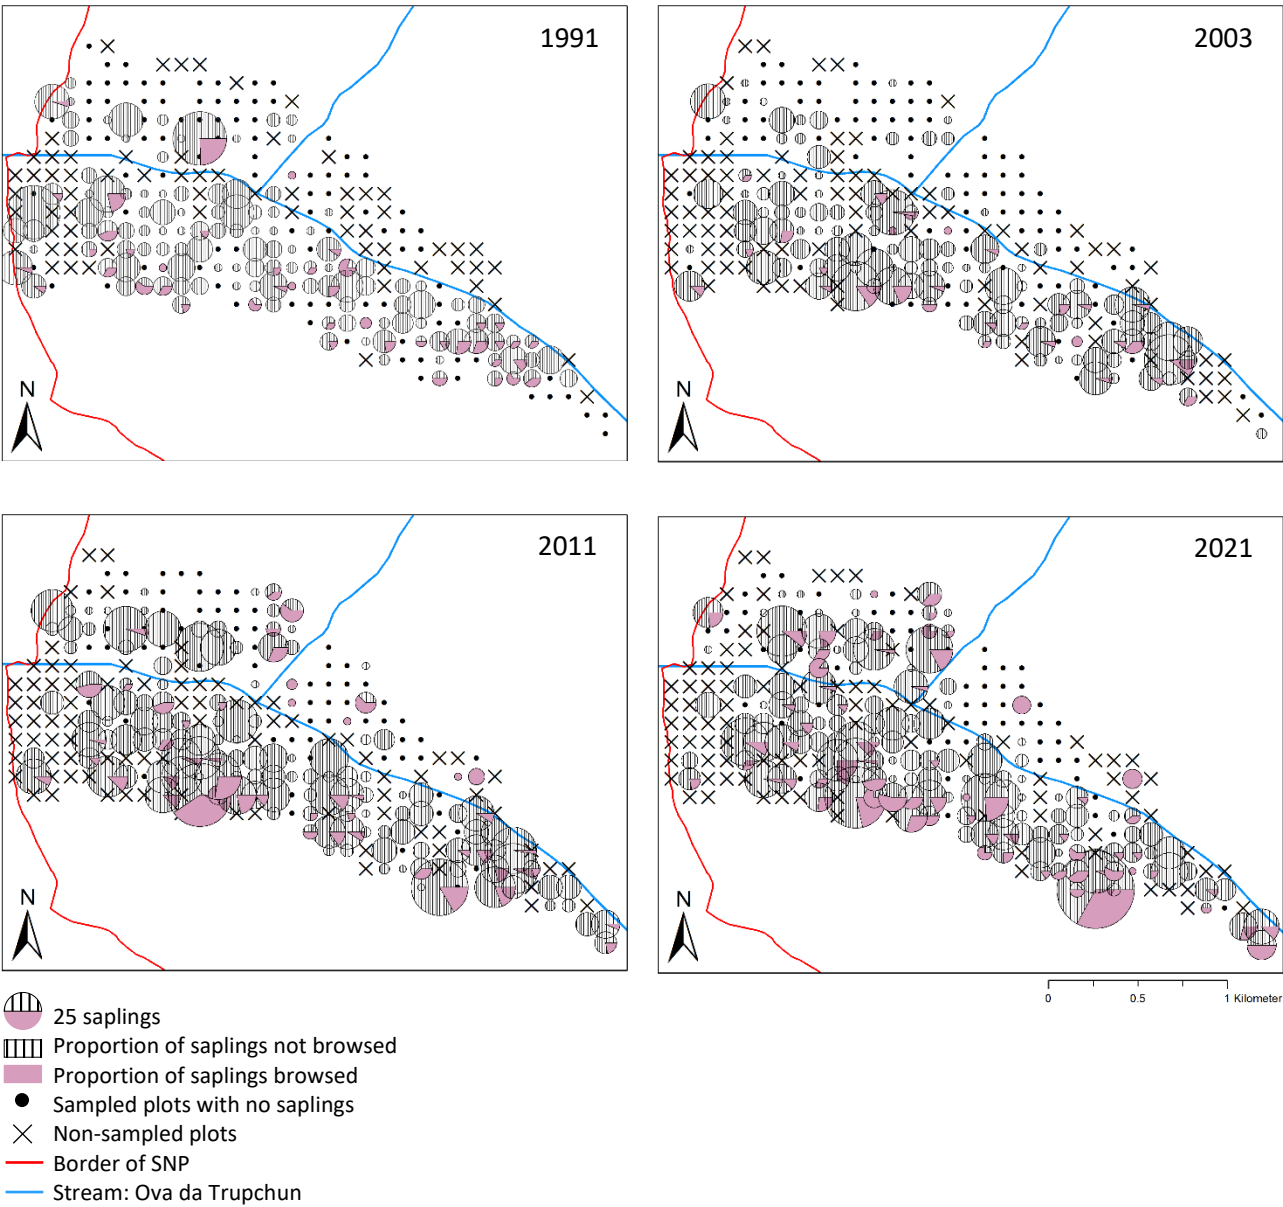 1991
2003
N
N
2011
2021
N
N
0 0.5 1 Kilometer
25 saplings
Proportion of saplings not browsed
Proportion of saplings browsed
Sampled plots with no saplings
Non-sampled plots
Border of SNP
Stream: Ova da Trupchun